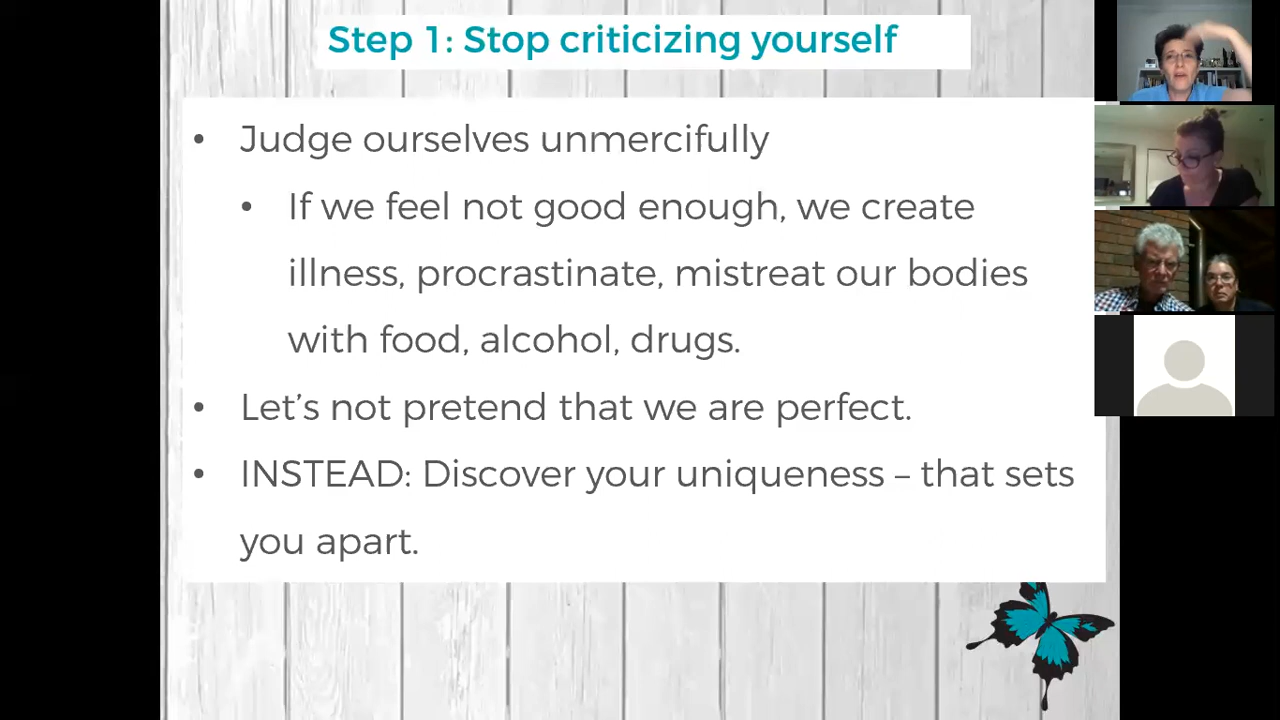 Step 1: Stop criticizing yourself
• Judge ourselves unmercifully
• If we feel not good enough, we create
illness, procrastinate, mistreat our bodies
with food, alcohol, drugs.
• Let's not pretend that we are perfect.
• INSTEAD: Discover your uniqueness – that sets
you apart.